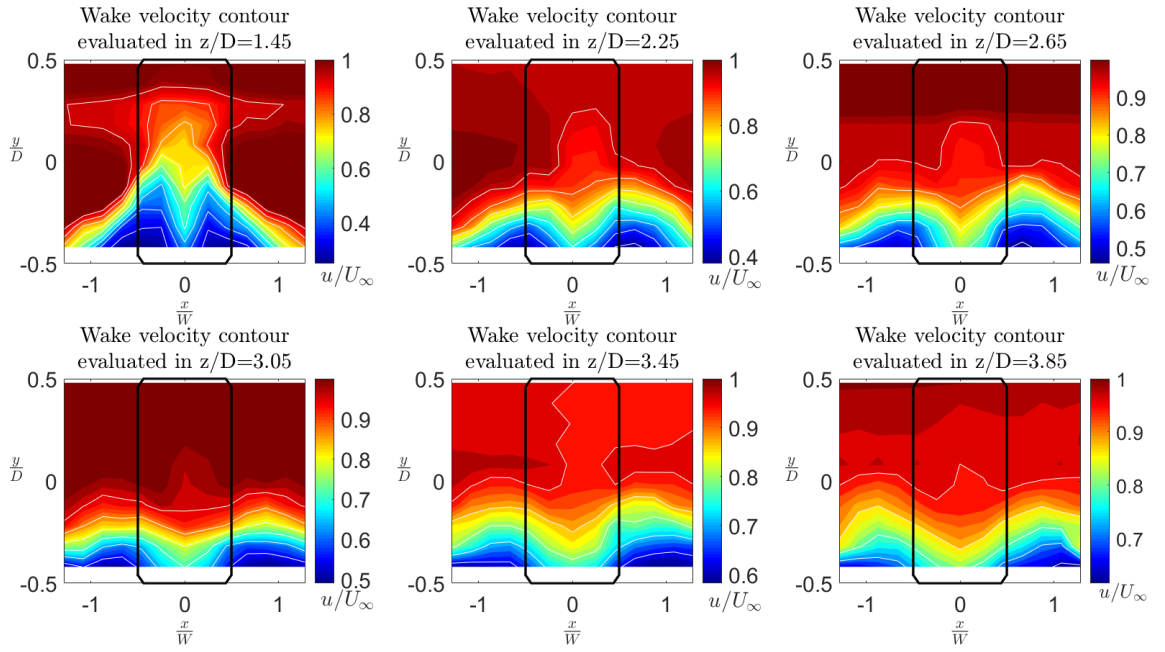 Wake velocity contour
evaluated in z/D=1.45
0.5
0
-0.5
y/D
-1 0 1
x/W
1
0.8
0.6
0.4
u/U∞
Wake velocity contour
evaluated in z/D=2.25
0.5
0
-0.5
y/D
-1 0 1
x/W
1
0.8
0.6
0.4
u/U∞
Wake velocity contour
evaluated in z/D=2.65
0.5
0
-0.5
y/D
-1 0 1
x/W
0.9
0.8
0.7
0.6
0.5
u/U∞
Wake velocity contour
evaluated in z/D=3.05
0.5
0
-0.5
y/D
-1 0 1
x/W
0.9
0.8
0.7
0.6
0.5
u/U∞
Wake velocity contour
evaluated in z/D=3.45
0.5
0
-0.5
y/D
-1 0 1
x/W
1
0.9
0.8
0.7
0.6
u/U∞
Wake velocity contour
evaluated in z/D=3.85
0.5
0
-0.5
y/D
-1 0 1
x/W
1
0.9
0.8
0.7
u/U∞